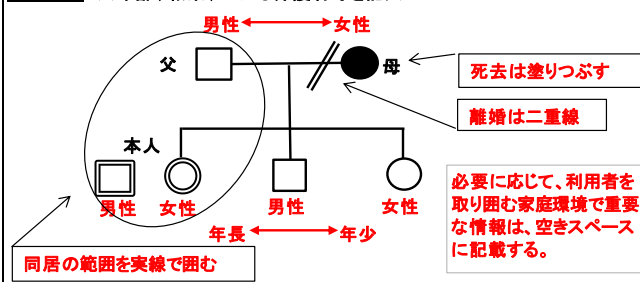 男性 女性
父
母
死去は塗りつぶす
離婚は二重線
本人
男性 女性 男性 女性
年長 年少
必要に応じて、利用者を
取り囲む家庭環境で重要
な情報は、空きスペース
に記載する。
同居の範囲を実線で囲む